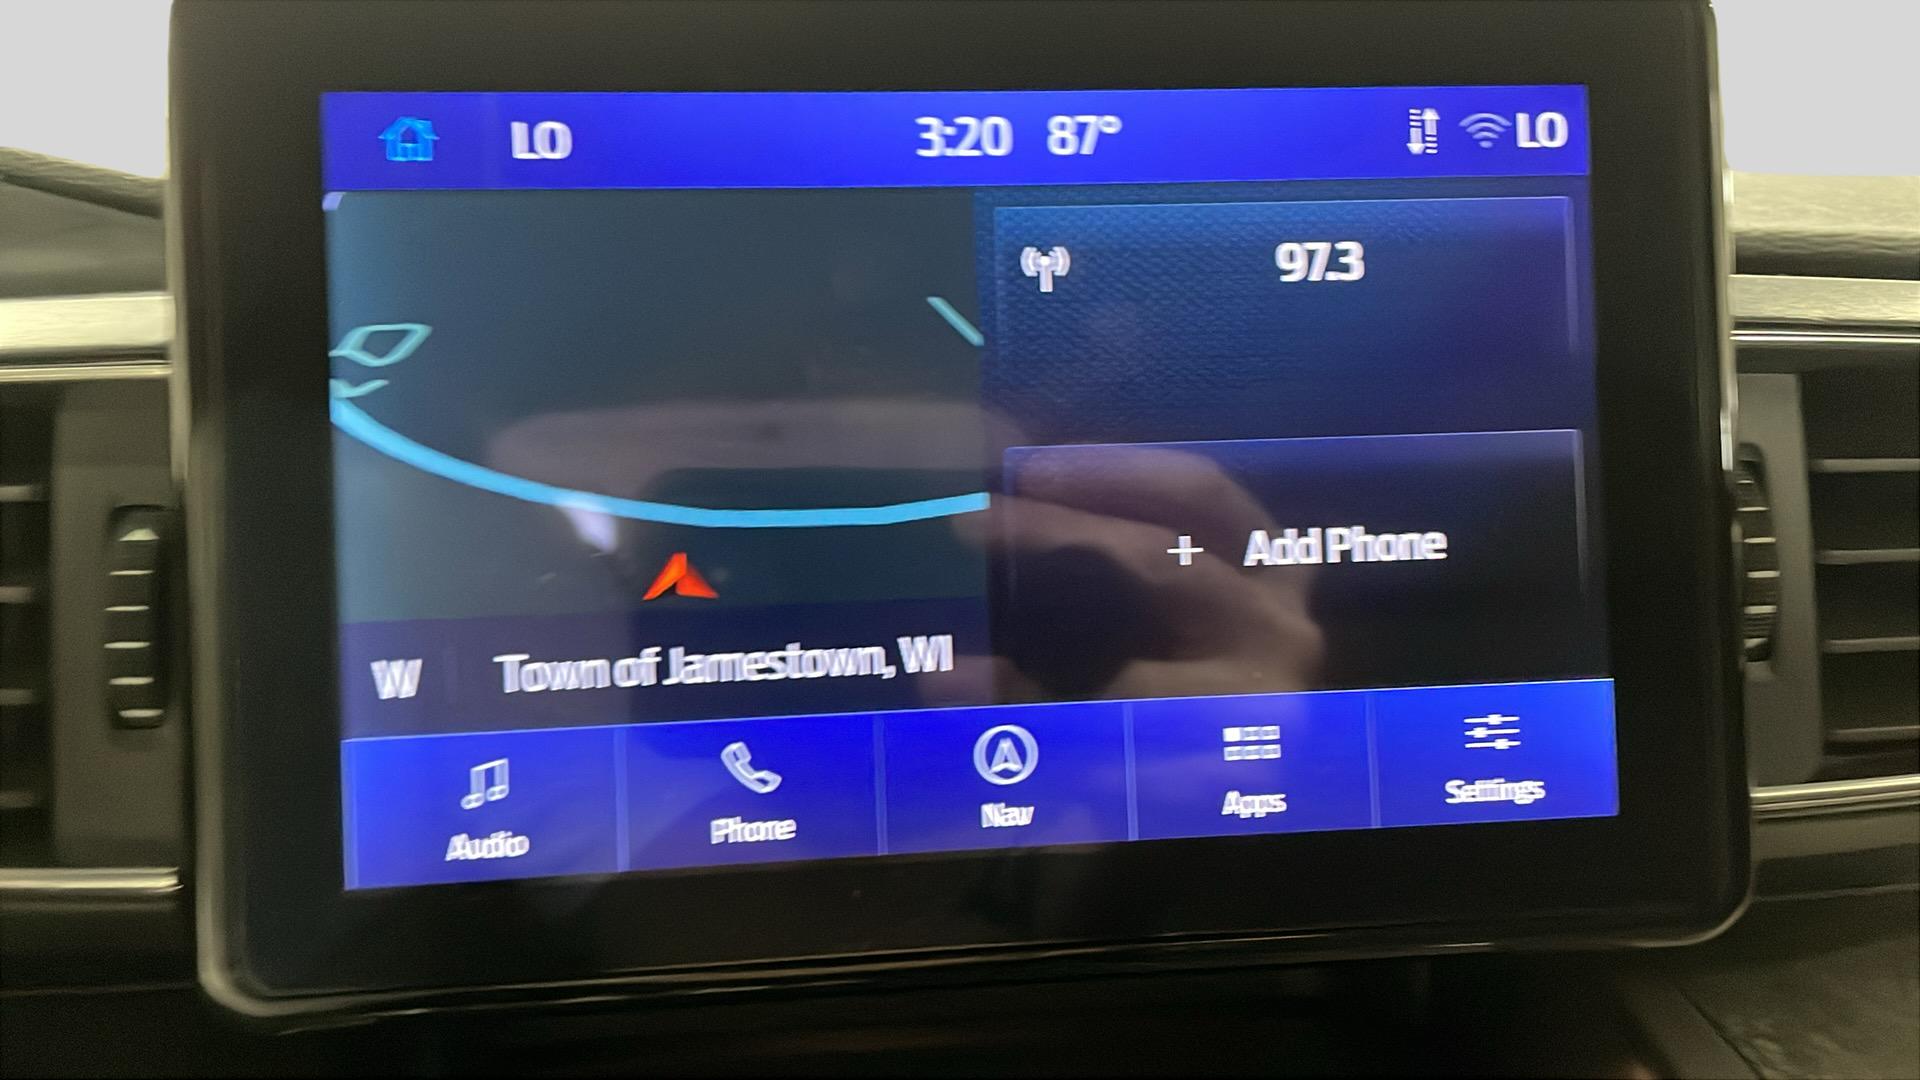 LO 3:20 87° LO
97.3
+ Add Phone
W Town of Jamestown, WI
Audio Phone Nav Apps Settings